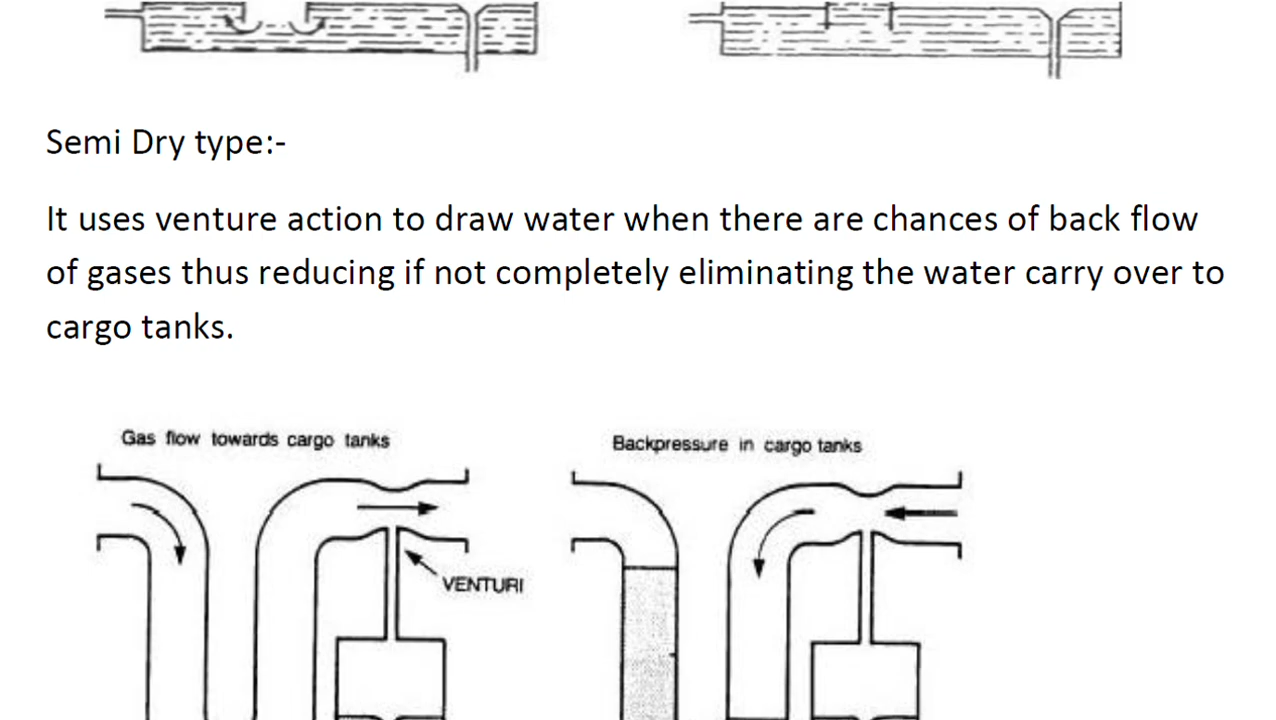 Semi Dry type:-
It uses venture action to draw water when there are chances of back flow
of gases thus reducing if not completely eliminating the water carry over to
cargo tanks.
Gas flow towards cargo tanks
Backpressure in cargo tanks
VENTURI